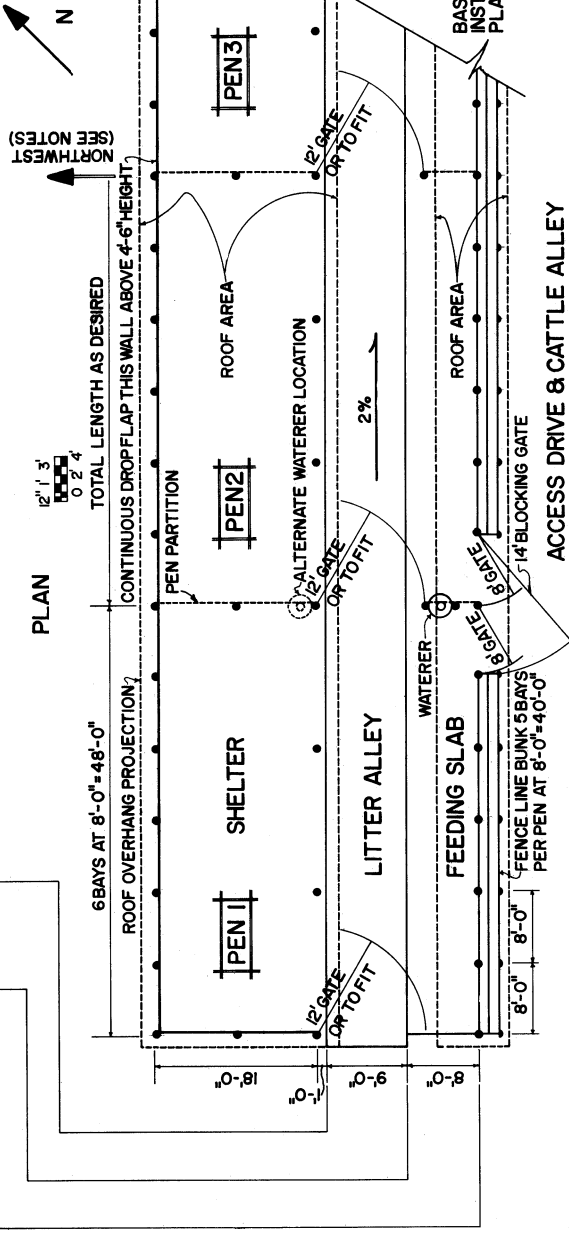 PLAN
12" 1' 3'
0 2' 4'
N
NORTHWEST
(SEE NOTES)
6 BAYS AT 8'-0"=48'-0"
TOTAL LENGTH AS DESIRED
ROOF OVERHANG PROJECTION
CONTINUOUS DROP FLAP THIS WALL ABOVE 4'-6" HEIGHT
PEN PARTITION
PEN 1
PEN 2
PEN 3
SHELTER
ROOF AREA
ALTERNATE WATERER LOCATION
12' GATE
OR TO FIT
12' GATE
OR TO FIT
12' GATE
OR TO FIT
18'-0"
1'-0"
9'-0"
8'-0"
LITTER ALLEY
2%
WATERER
FEEDING SLAB
ROOF AREA
8' GATE
8' GATE
14' BLOCKING GATE
8'-0"
8'-0"
FENCE LINE BUNK 5 BAYS
PER PEN AT 8'-0"=40'-0"
ACCESS DRIVE & CATTLE ALLEY
BAS
INST
PLA